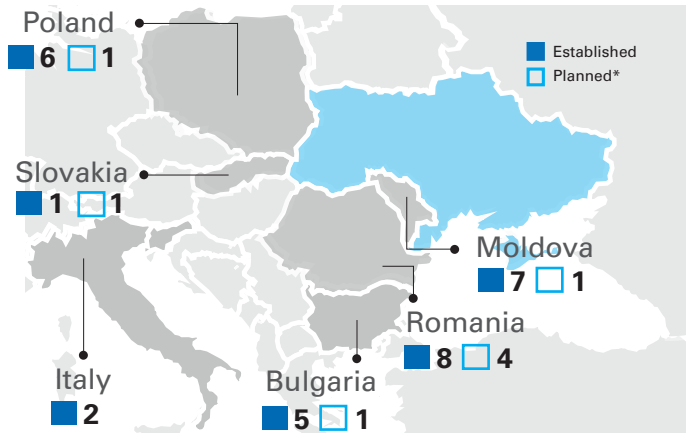 Poland
6 1
Established
Planned*
Slovakia
1 1
Moldova
7 1
Romania
8 4
Italy
2
Bulgaria
5 1